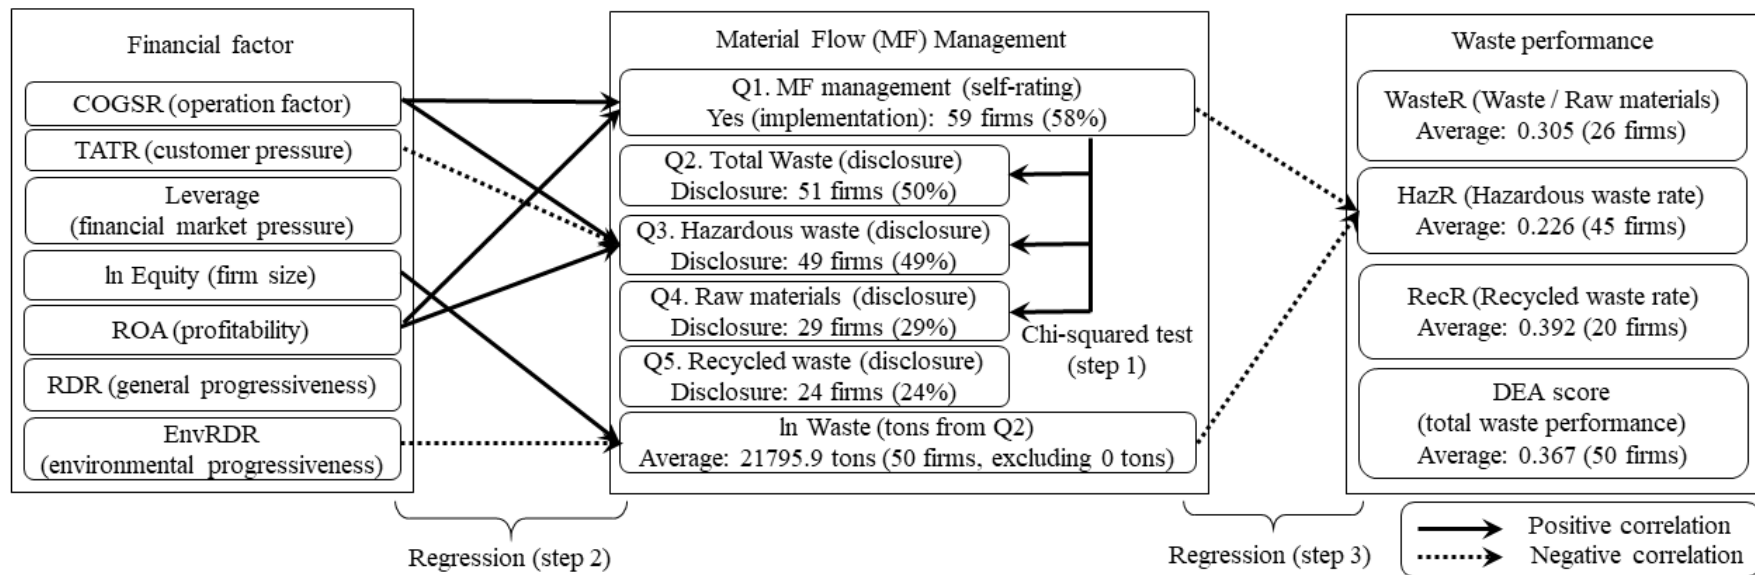 Financial factor
COGSR (operation factor)
TATR (customer pressure)
Leverage
(financial market pressure)
ln Equity (firm size)
ROA (profitability)
RDR (general progressiveness)
EnvRDR
(environmental progressiveness)
Regression (step 2)
Material Flow (MF) Management
Q1. MF management (self-rating)
Yes (implementation): 59 firms (58%)
Q2. Total Waste (disclosure)
Disclosure: 51 firms (50%)
Q3. Hazardous waste (disclosure)
Disclosure: 49 firms (49%)
Q4. Raw materials (disclosure)
Disclosure: 29 firms (29%)
Chi-squared test
(step 1)
Q5. Recycled waste (disclosure)
Disclosure: 24 firms (24%)
ln Waste (tons from Q2)
Average: 21795.9 tons (50 firms, excluding 0 tons)
Regression (step 3)
Waste performance
WasteR (Waste / Raw materials)
Average: 0.305 (26 firms)
HazR (Hazardous waste rate)
Average: 0.226 (45 firms)
RecR (Recycled waste rate)
Average: 0.392 (20 firms)
DEA score
(total waste performance)
Average: 0.367 (50 firms)
Positive correlation
Negative correlation